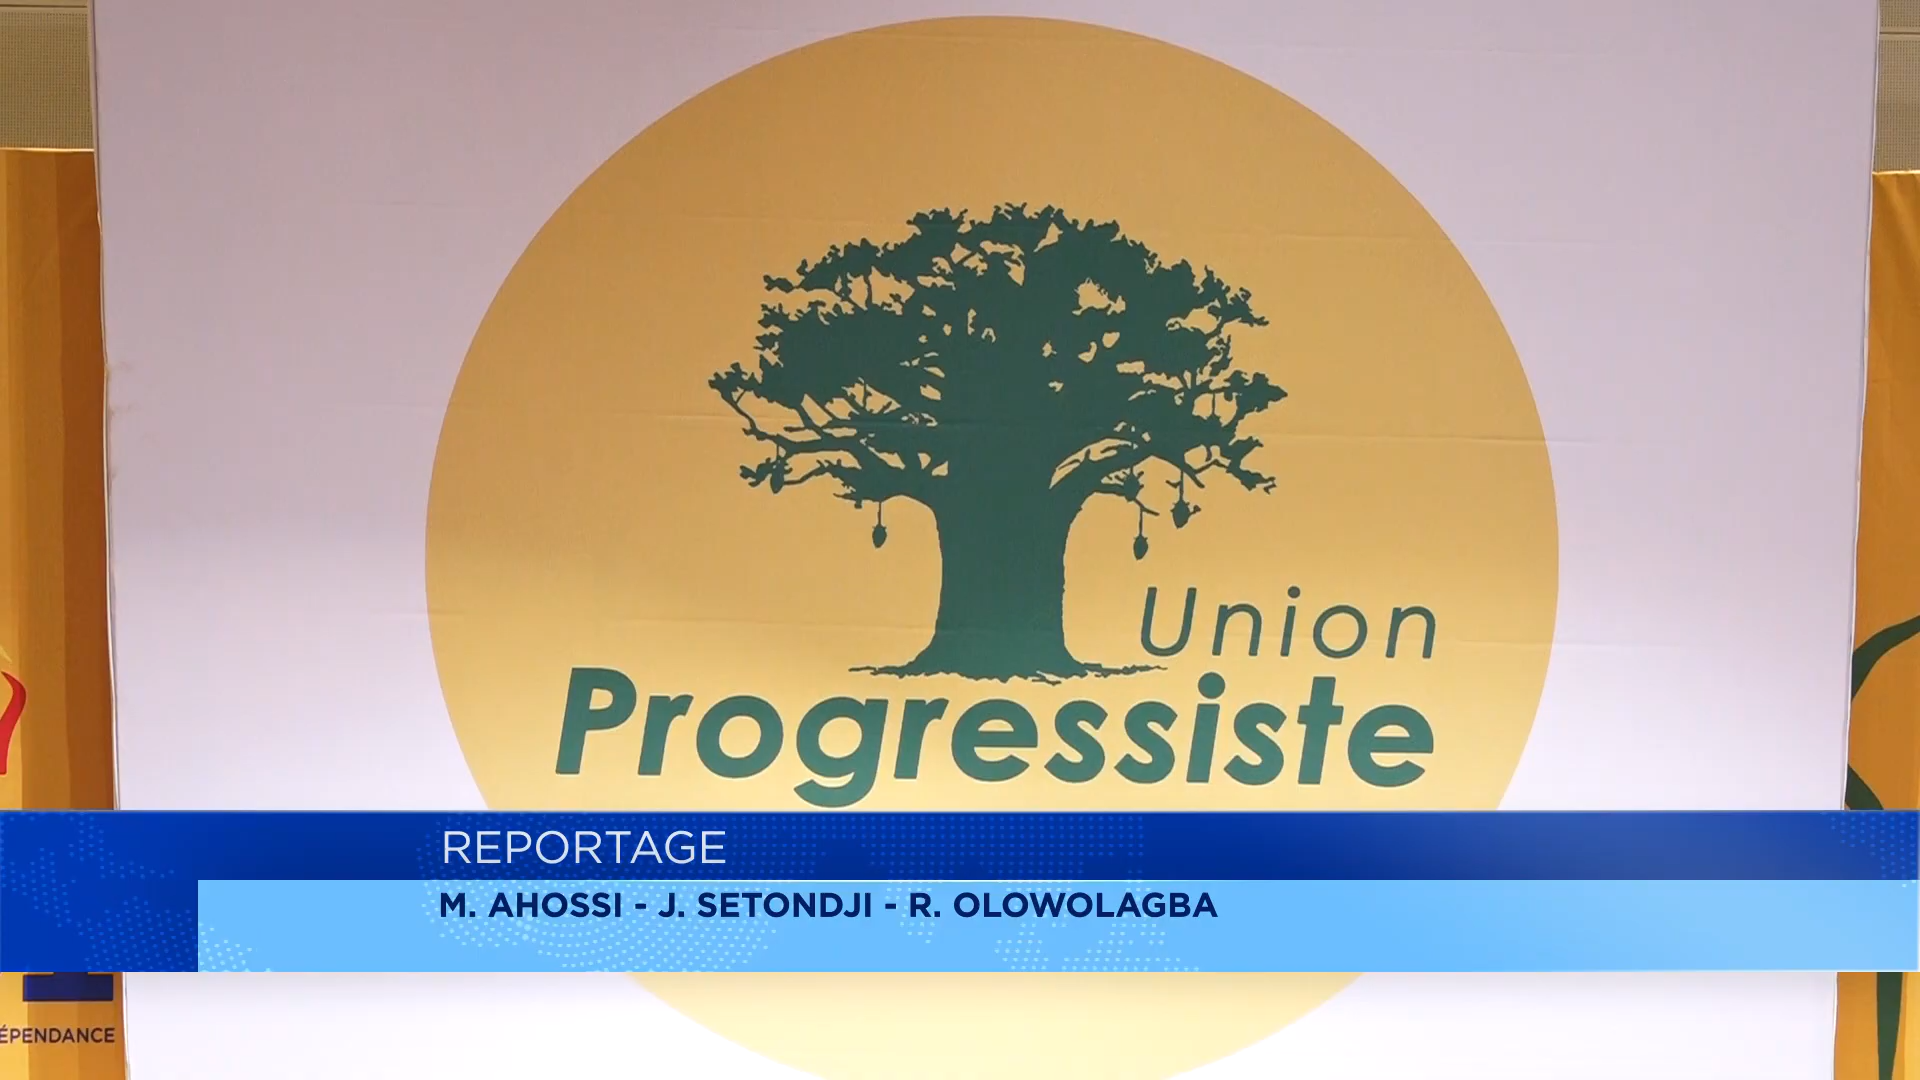 Union
Progressiste
REPORTAGE
M. AHOSSI - J. SETONDJI - R. OLOWOLAGBA
ÉPENDANCE